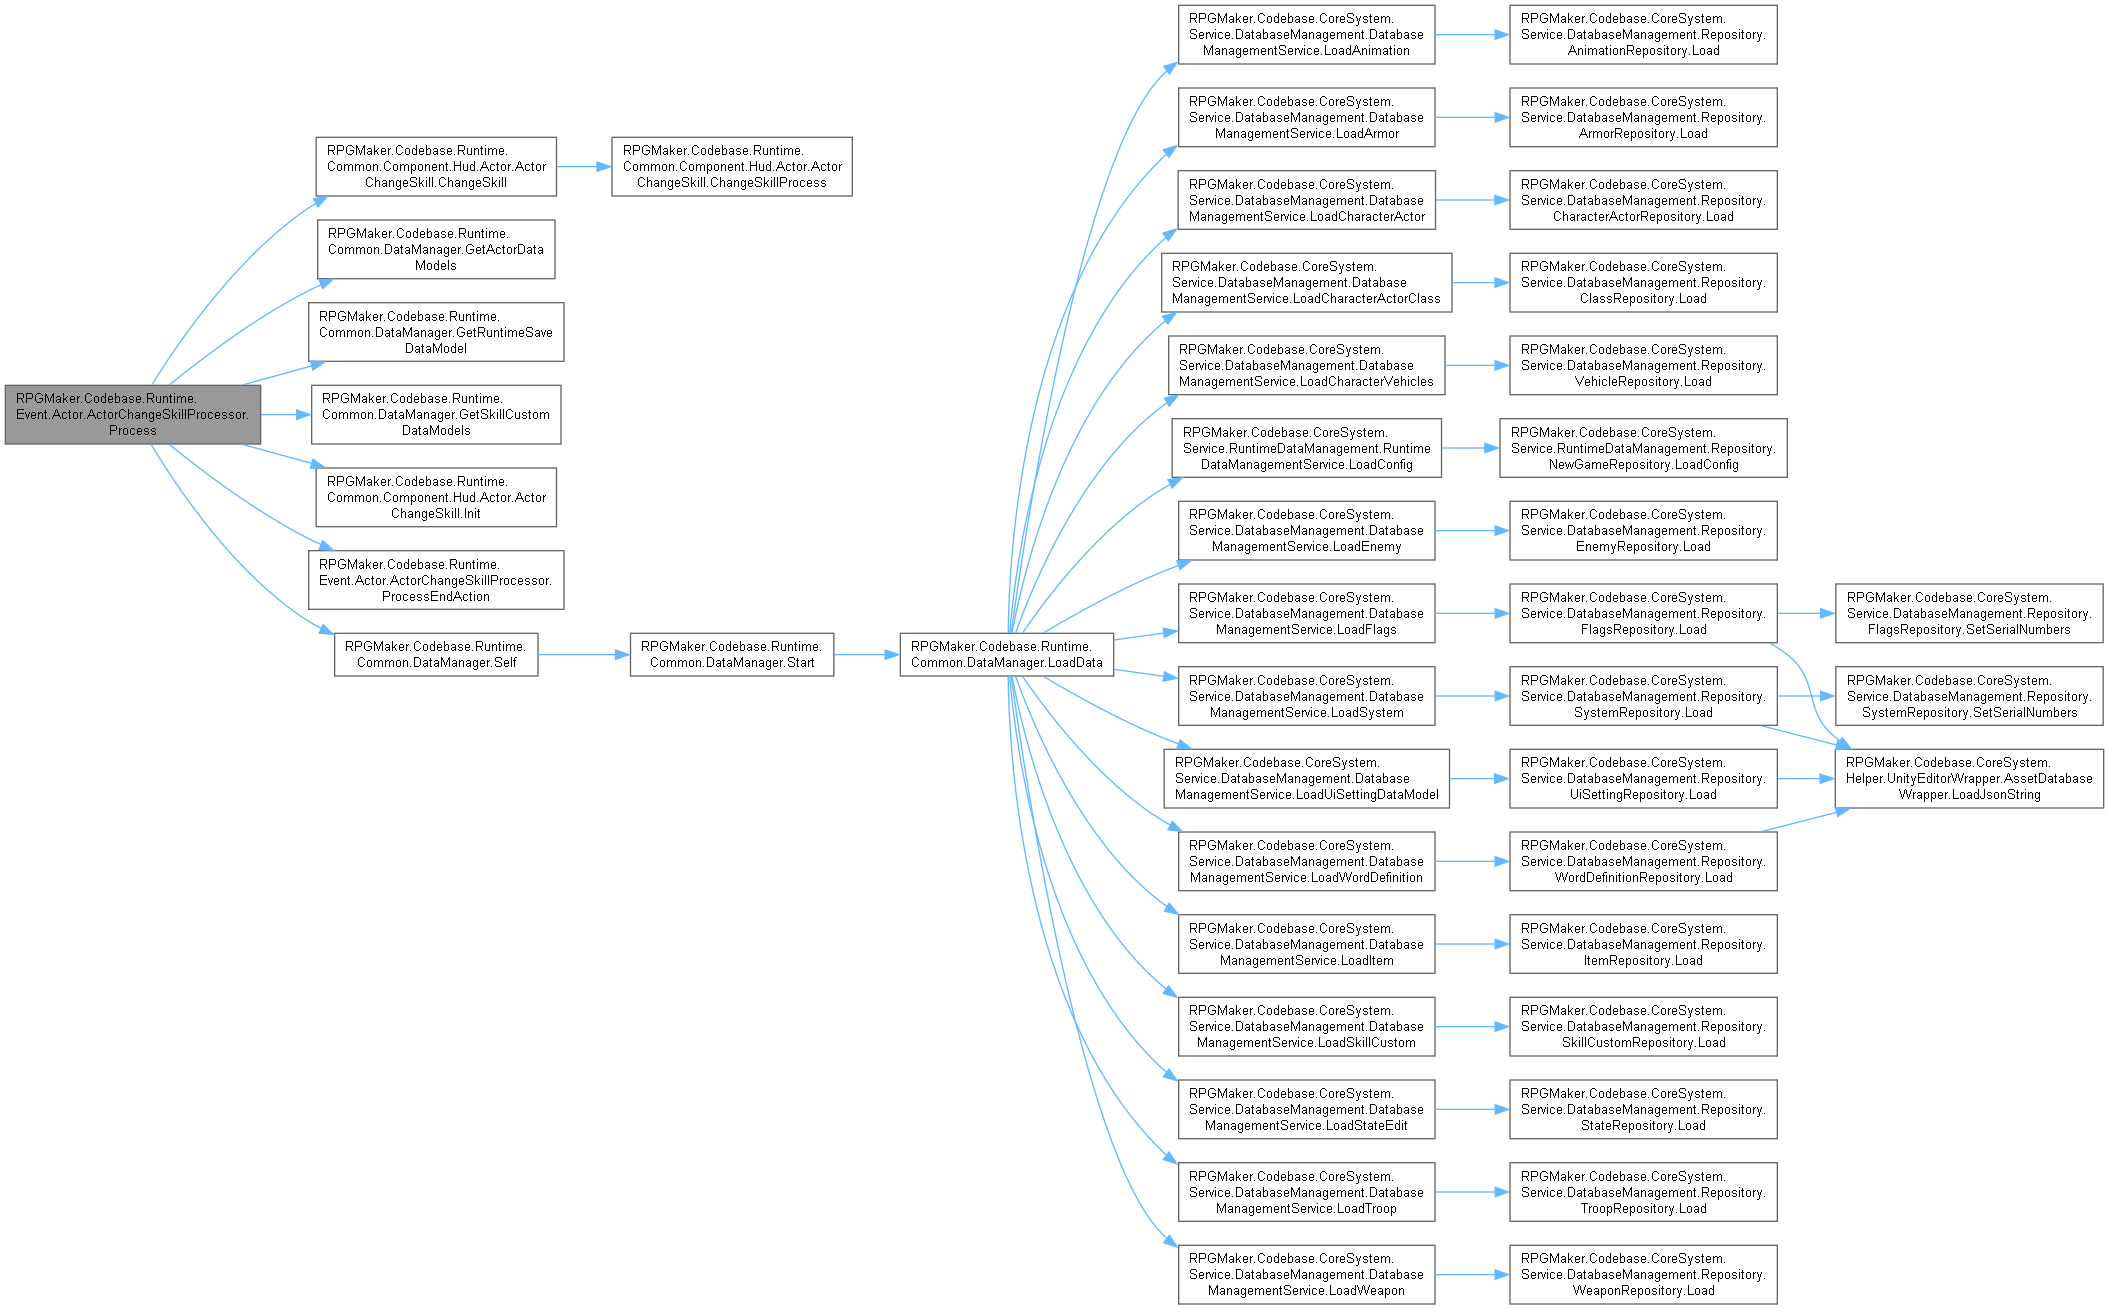 RPGMaker.Codebase.Runtime.
Event.Actor.ActorChangeSkillProcessor.
Process
RPGMaker.Codebase.Runtime.
Common.Component.Hud.Actor.Actor
ChangeSkill.ChangeSkill
RPGMaker.Codebase.Runtime.
Common.Component.Hud.Actor.Actor
ChangeSkill.ChangeSkillProcess
RPGMaker.Codebase.Runtime.
Common.DataManager.GetActorData
Models
RPGMaker.Codebase.Runtime.
Common.DataManager.GetRuntimeSave
DataModel
RPGMaker.Codebase.Runtime.
Common.DataManager.GetSkillCustom
DataModels
RPGMaker.Codebase.Runtime.
Common.Component.Hud.Actor.Actor
ChangeSkill.Init
RPGMaker.Codebase.Runtime.
Event.Actor.ActorChangeSkillProcessor.
ProcessEndAction
RPGMaker.Codebase.Runtime.
Common.DataManager.Self
RPGMaker.Codebase.Runtime.
Common.DataManager.Start
RPGMaker.Codebase.Runtime.
Common.DataManager.LoadData
RPGMaker.Codebase.CoreSystem.
Service.DatabaseManagement.Database
ManagementService.LoadAnimation
RPGMaker.Codebase.CoreSystem.
Service.DatabaseManagement.Repository.
AnimationRepository.Load
RPGMaker.Codebase.CoreSystem.
Service.DatabaseManagement.Database
ManagementService.LoadArmor
RPGMaker.Codebase.CoreSystem.
Service.DatabaseManagement.Repository.
ArmorRepository.Load
RPGMaker.Codebase.CoreSystem.
Service.DatabaseManagement.Database
ManagementService.LoadCharacterActor
RPGMaker.Codebase.CoreSystem.
Service.DatabaseManagement.Repository.
CharacterActorRepository.Load
RPGMaker.Codebase.CoreSystem.
Service.DatabaseManagement.Database
ManagementService.LoadCharacterActorClass
RPGMaker.Codebase.CoreSystem.
Service.DatabaseManagement.Repository.
ClassRepository.Load
RPGMaker.Codebase.CoreSystem.
Service.DatabaseManagement.Database
ManagementService.LoadCharacterVehicles
RPGMaker.Codebase.CoreSystem.
Service.DatabaseManagement.Repository.
VehicleRepository.Load
RPGMaker.Codebase.CoreSystem.
Service.RuntimeDataManagement.Runtime
DataManagementService.LoadConfig
RPGMaker.Codebase.CoreSystem.
Service.RuntimeDataManagement.Repository.
NewGameRepository.LoadConfig
RPGMaker.Codebase.CoreSystem.
Service.DatabaseManagement.Database
ManagementService.LoadEnemy
RPGMaker.Codebase.CoreSystem.
Service.DatabaseManagement.Repository.
EnemyRepository.Load
RPGMaker.Codebase.CoreSystem.
Service.DatabaseManagement.Database
ManagementService.LoadFlags
RPGMaker.Codebase.CoreSystem.
Service.DatabaseManagement.Repository.
FlagsRepository.Load
RPGMaker.Codebase.CoreSystem.
Service.DatabaseManagement.Repository.
FlagsRepository.SetSerialNumbers
RPGMaker.Codebase.CoreSystem.
Service.DatabaseManagement.Database
ManagementService.LoadSystem
RPGMaker.Codebase.CoreSystem.
Service.DatabaseManagement.Repository.
SystemRepository.Load
RPGMaker.Codebase.CoreSystem.
Service.DatabaseManagement.Repository.
SystemRepository.SetSerialNumbers
RPGMaker.Codebase.CoreSystem.
Service.DatabaseManagement.Database
ManagementService.LoadUiSettingDataModel
RPGMaker.Codebase.CoreSystem.
Service.DatabaseManagement.Repository.
UiSettingRepository.Load
RPGMaker.Codebase.CoreSystem.
Helper.UnityEditorWrapper.AssetDatabase
Wrapper.LoadJsonString
RPGMaker.Codebase.CoreSystem.
Service.DatabaseManagement.Database
ManagementService.LoadWordDefinition
RPGMaker.Codebase.CoreSystem.
Service.DatabaseManagement.Repository.
WordDefinitionRepository.Load
RPGMaker.Codebase.CoreSystem.
Service.DatabaseManagement.Database
ManagementService.LoadItem
RPGMaker.Codebase.CoreSystem.
Service.DatabaseManagement.Repository.
ItemRepository.Load
RPGMaker.Codebase.CoreSystem.
Service.DatabaseManagement.Database
ManagementService.LoadSkillCustom
RPGMaker.Codebase.CoreSystem.
Service.DatabaseManagement.Repository.
SkillCustomRepository.Load
RPGMaker.Codebase.CoreSystem.
Service.DatabaseManagement.Database
ManagementService.LoadStateEdit
RPGMaker.Codebase.CoreSystem.
Service.DatabaseManagement.Repository.
StateRepository.Load
RPGMaker.Codebase.CoreSystem.
Service.DatabaseManagement.Database
ManagementService.LoadTroop
RPGMaker.Codebase.CoreSystem.
Service.DatabaseManagement.Repository.
TroopRepository.Load
RPGMaker.Codebase.CoreSystem.
Service.DatabaseManagement.Database
ManagementService.LoadWeapon
RPGMaker.Codebase.CoreSystem.
Service.DatabaseManagement.Repository.
WeaponRepository.Load